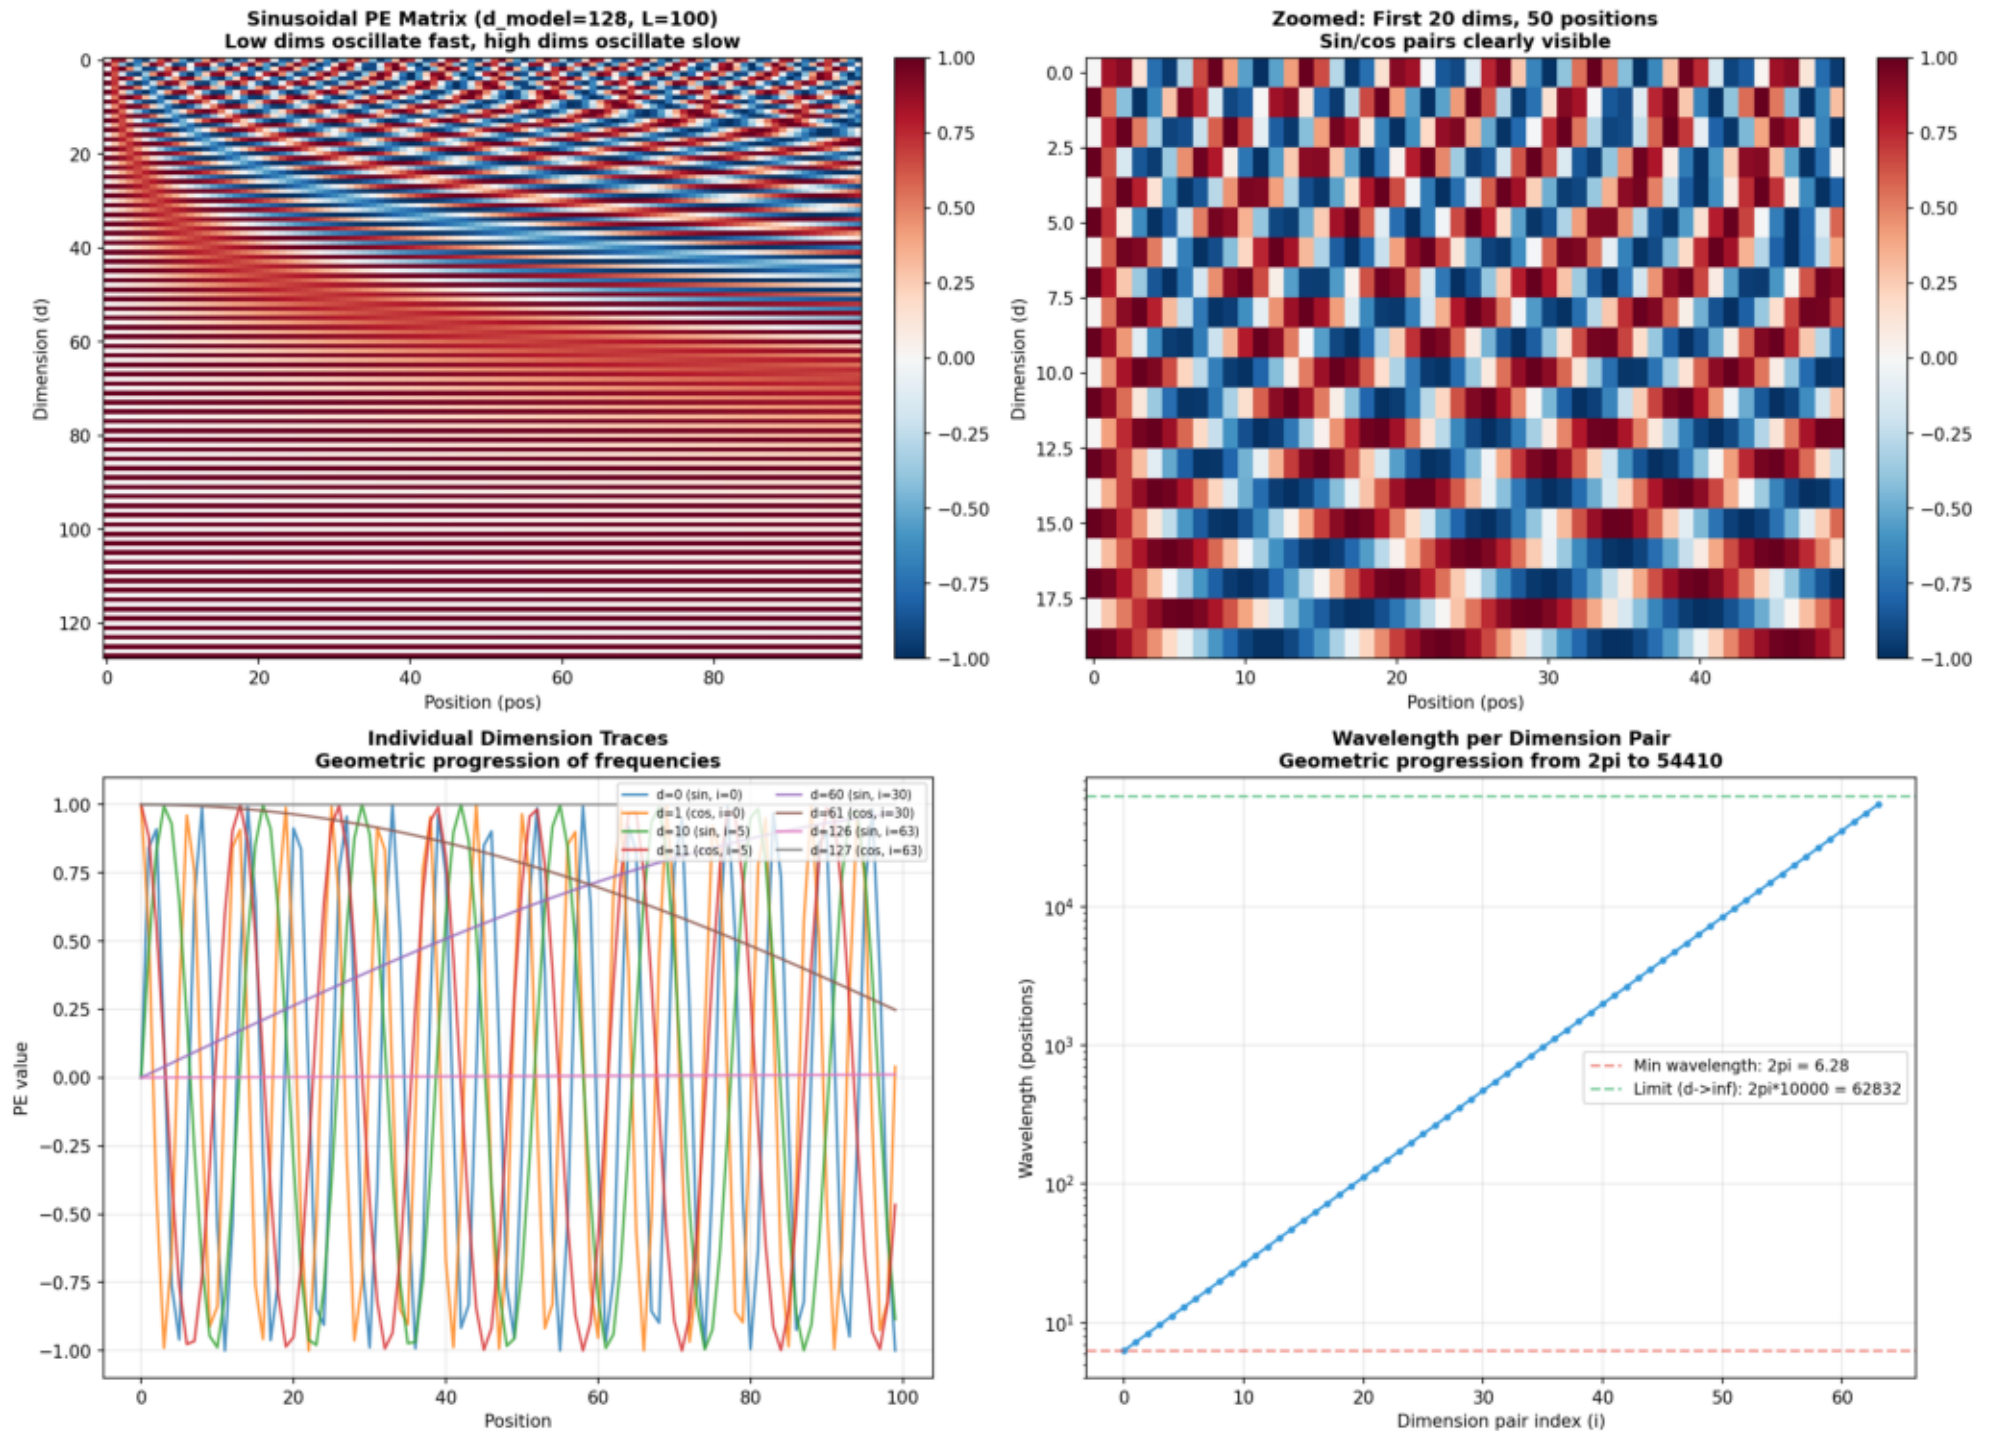 Sinusoidal PE Matrix (d_model=128, L=100)
Low dims oscillate fast, high dims oscillate slow
0
20
40
60
80
100
120
Dimension (d)
0
20
40
60
80
Position (pos)
1.00
0.75
0.50
0.25
0.00
−0.25
−0.50
−0.75
−1.00
Zoomed: First 20 dims, 50 positions
Sin/cos pairs clearly visible
0.0
2.5
5.0
7.5
10.0
12.5
15.0
17.5
Dimension (d)
0
10
20
30
40
Position (pos)
1.00
0.75
0.50
0.25
0.00
−0.25
−0.50
−0.75
−1.00
Individual Dimension Traces
Geometric progression of frequencies
1.00
0.75
0.50
0.25
0.00
−0.25
−0.50
−0.75
−1.00
PE value
d=0 (sin, i=0)
d=1 (cos, i=0)
d=10 (sin, i=5)
d=11 (cos, i=5)
d=60 (sin, i=30)
d=61 (cos, i=30)
d=126 (sin, i=63)
d=127 (cos, i=63)
0
20
40
60
80
100
Position
Wavelength per Dimension Pair
Geometric progression from 2pi to 54410
10⁴
10³
10²
10¹
Wavelength (positions)
Min wavelength: 2pi = 6.28
Limit (d->inf): 2pi*10000 = 62832
0
10
20
30
40
50
60
Dimension pair index (i)